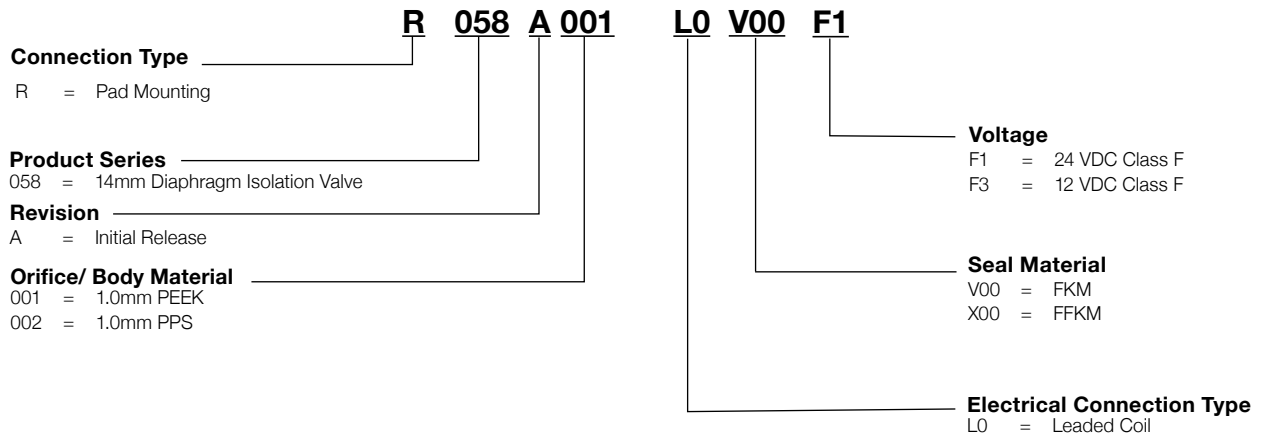 R 058 A 001 L0 V00 F1
Connection Type
R = Pad Mounting
Product Series
058 = 14mm Diaphragm Isolation Valve
Revision
A = Initial Release
Orifice/ Body Material
001 = 1.0mm PEEK
002 = 1.0mm PPS
Voltage
F1 = 24 VDC Class F
F3 = 12 VDC Class F
Seal Material
V00 = FKM
X00 = FFKM
Electrical Connection Type
L0 = Leaded Coil